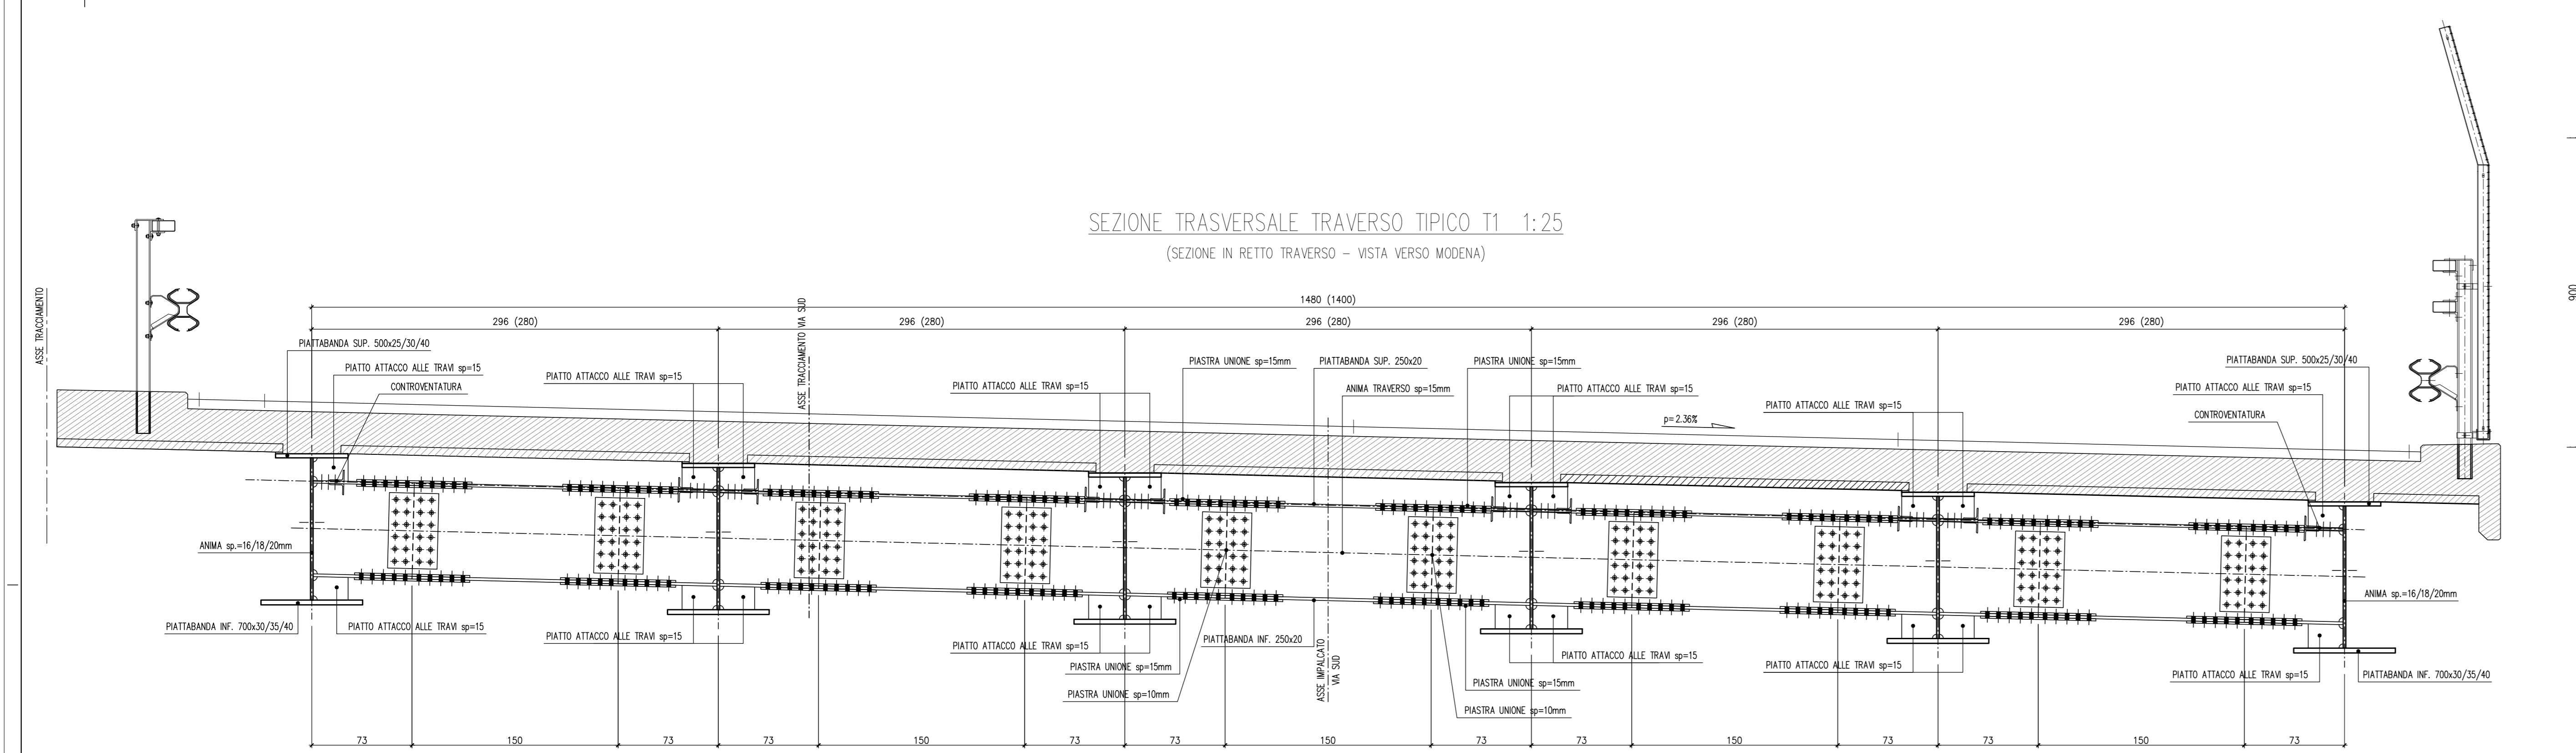 SEZIONE TRASVERSALE TRAVERSO TIPICO T1 1:25
(SEZIONE IN RETTO TRAVERSO - VISTA VERSO MODENA)
ASSE TRACCIAMENTO
900
1480 (1400)
296 (280)
296 (280)
296 (280)
296 (280)
296 (280)
ASSE TRACCIAMENTO VIA SUD
PIATTABANDA SUP. 500x25/30/40
PIATTO ATTACCO ALLE TRAVI sp=15
CONTROVENTATURA
PIATTO ATTACCO ALLE TRAVI sp=15
PIATTO ATTACCO ALLE TRAVI sp=15
PIASTRA UNIONE sp=15mm
PIATTABANDA SUP. 250x20
ANIMA TRAVERSO sp=15mm
PIASTRA UNIONE sp=15mm
PIATTO ATTACCO ALLE TRAVI sp=15
PIATTO ATTACCO ALLE TRAVI sp=15
p=2.36%
PIATTABANDA SUP. 500x25/30/40
PIATTO ATTACCO ALLE TRAVI sp=15
CONTROVENTATURA
ANIMA sp.=16/18/20mm
PIATTABANDA INF. 700x30/35/40
PIATTO ATTACCO ALLE TRAVI sp=15
PIATTO ATTACCO ALLE TRAVI sp=15
PIATTO ATTACCO ALLE TRAVI sp=15
PIASTRA UNIONE sp=15mm
PIASTRA UNIONE sp=10mm
PIATTABANDA INF. 250x20
ASSE IMPALCATO
VIA SUD
PIASTRA UNIONE sp=15mm
PIASTRA UNIONE sp=10mm
PIATTO ATTACCO ALLE TRAVI sp=15
PIATTO ATTACCO ALLE TRAVI sp=15
PIATTO ATTACCO ALLE TRAVI sp=15
ANIMA sp.=16/18/20mm
PIATTABANDA INF. 700x30/35/40
73 150 73 73 150 73 73 150 73 73 150 73 73 150 73